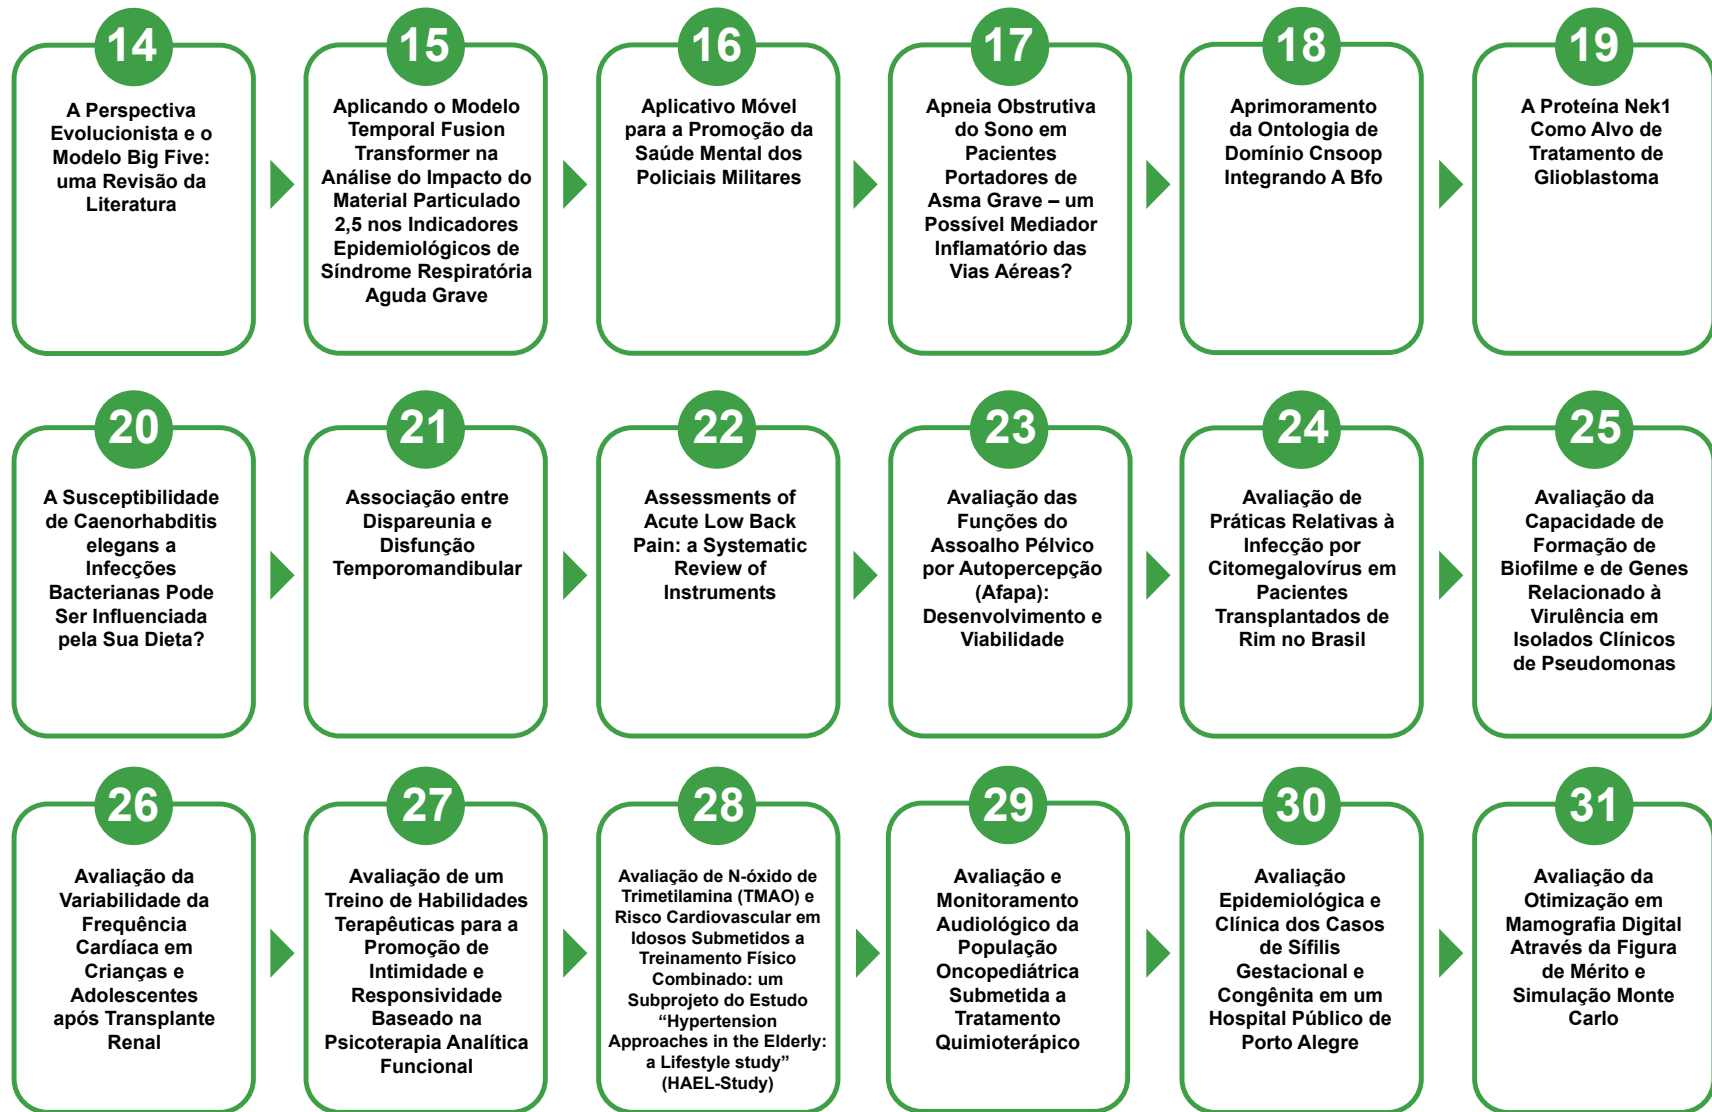 14
A Perspectiva
Evolucionista e o
Modelo Big Five:
uma Revisão da
Literatura
15
Aplicando o Modelo
Temporal Fusion
Transformer na
Análise do Impacto do
Material Particulado
2,5 nos Indicadores
Epidemiológicos de
Síndrome Respiratória
Aguda Grave
16
Aplicativo Móvel
para a Promoção da
Saúde Mental dos
Policiais Militares
17
Apneia Obstrutiva
do Sono em
Pacientes
Portadores de
Asma Grave – um
Possível Mediador
Inflamatório das
Vias Aéreas?
18
Aprimoramento
da Ontologia de
Domínio Cnsoop
Integrando A Bfo
19
A Proteína Nek1
Como Alvo de
Tratamento de
Glioblastoma
20
A Susceptibilidade
de Caenorhabditis
elegans a
Infecções
Bacterianas Pode
Ser Influenciada
pela Sua Dieta?
21
Associação entre
Dispareunia e
Disfunção
Temporomandibular
22
Assessments of
Acute Low Back
Pain: a Systematic
Review of
Instruments
23
Avaliação das
Funções do
Assoalho Pélvico
por Autopercepção
(Afapa):
Desenvolvimento e
Viabilidade
24
Avaliação de
Práticas Relativas à
Infecção por
Citomegalovírus em
Pacientes
Transplantados de
Rim no Brasil
25
Avaliação da
Capacidade de
Formação de
Biofilme e de Genes
Relacionado à
Virulência em
Isolados Clínicos
de Pseudomonas
26
Avaliação da
Variabilidade da
Frequência
Cardíaca em
Crianças e
Adolescentes
após Transplante
Renal
27
Avaliação de um
Treino de Habilidades
Terapêuticas para a
Promoção de
Intimidade e
Responsividade
Baseado na
Psicoterapia Analítica
Funcional
28
Avaliação de N-óxido de
Trimetilamina (TMAO) e
Risco Cardiovascular em
Idosos Submetidos a
Treinamento Físico
Combinado: um
Subprojeto do Estudo
“Hypertension
Approaches in the Elderly:
a Lifestyle study”
(HAEL-Study)
29
Avaliação e
Monitoramento
Audiológico da
População
Oncopediátrica
Submetida a
Tratamento
Quimioterápico
30
Avaliação
Epidemiológica e
Clínica dos Casos
de Sífilis
Gestacional e
Congênita em um
Hospital Público de
Porto Alegre
31
Avaliação da
Otimização em
Mamografia Digital
Através da Figura
de Mérito e
Simulação Monte
Carlo